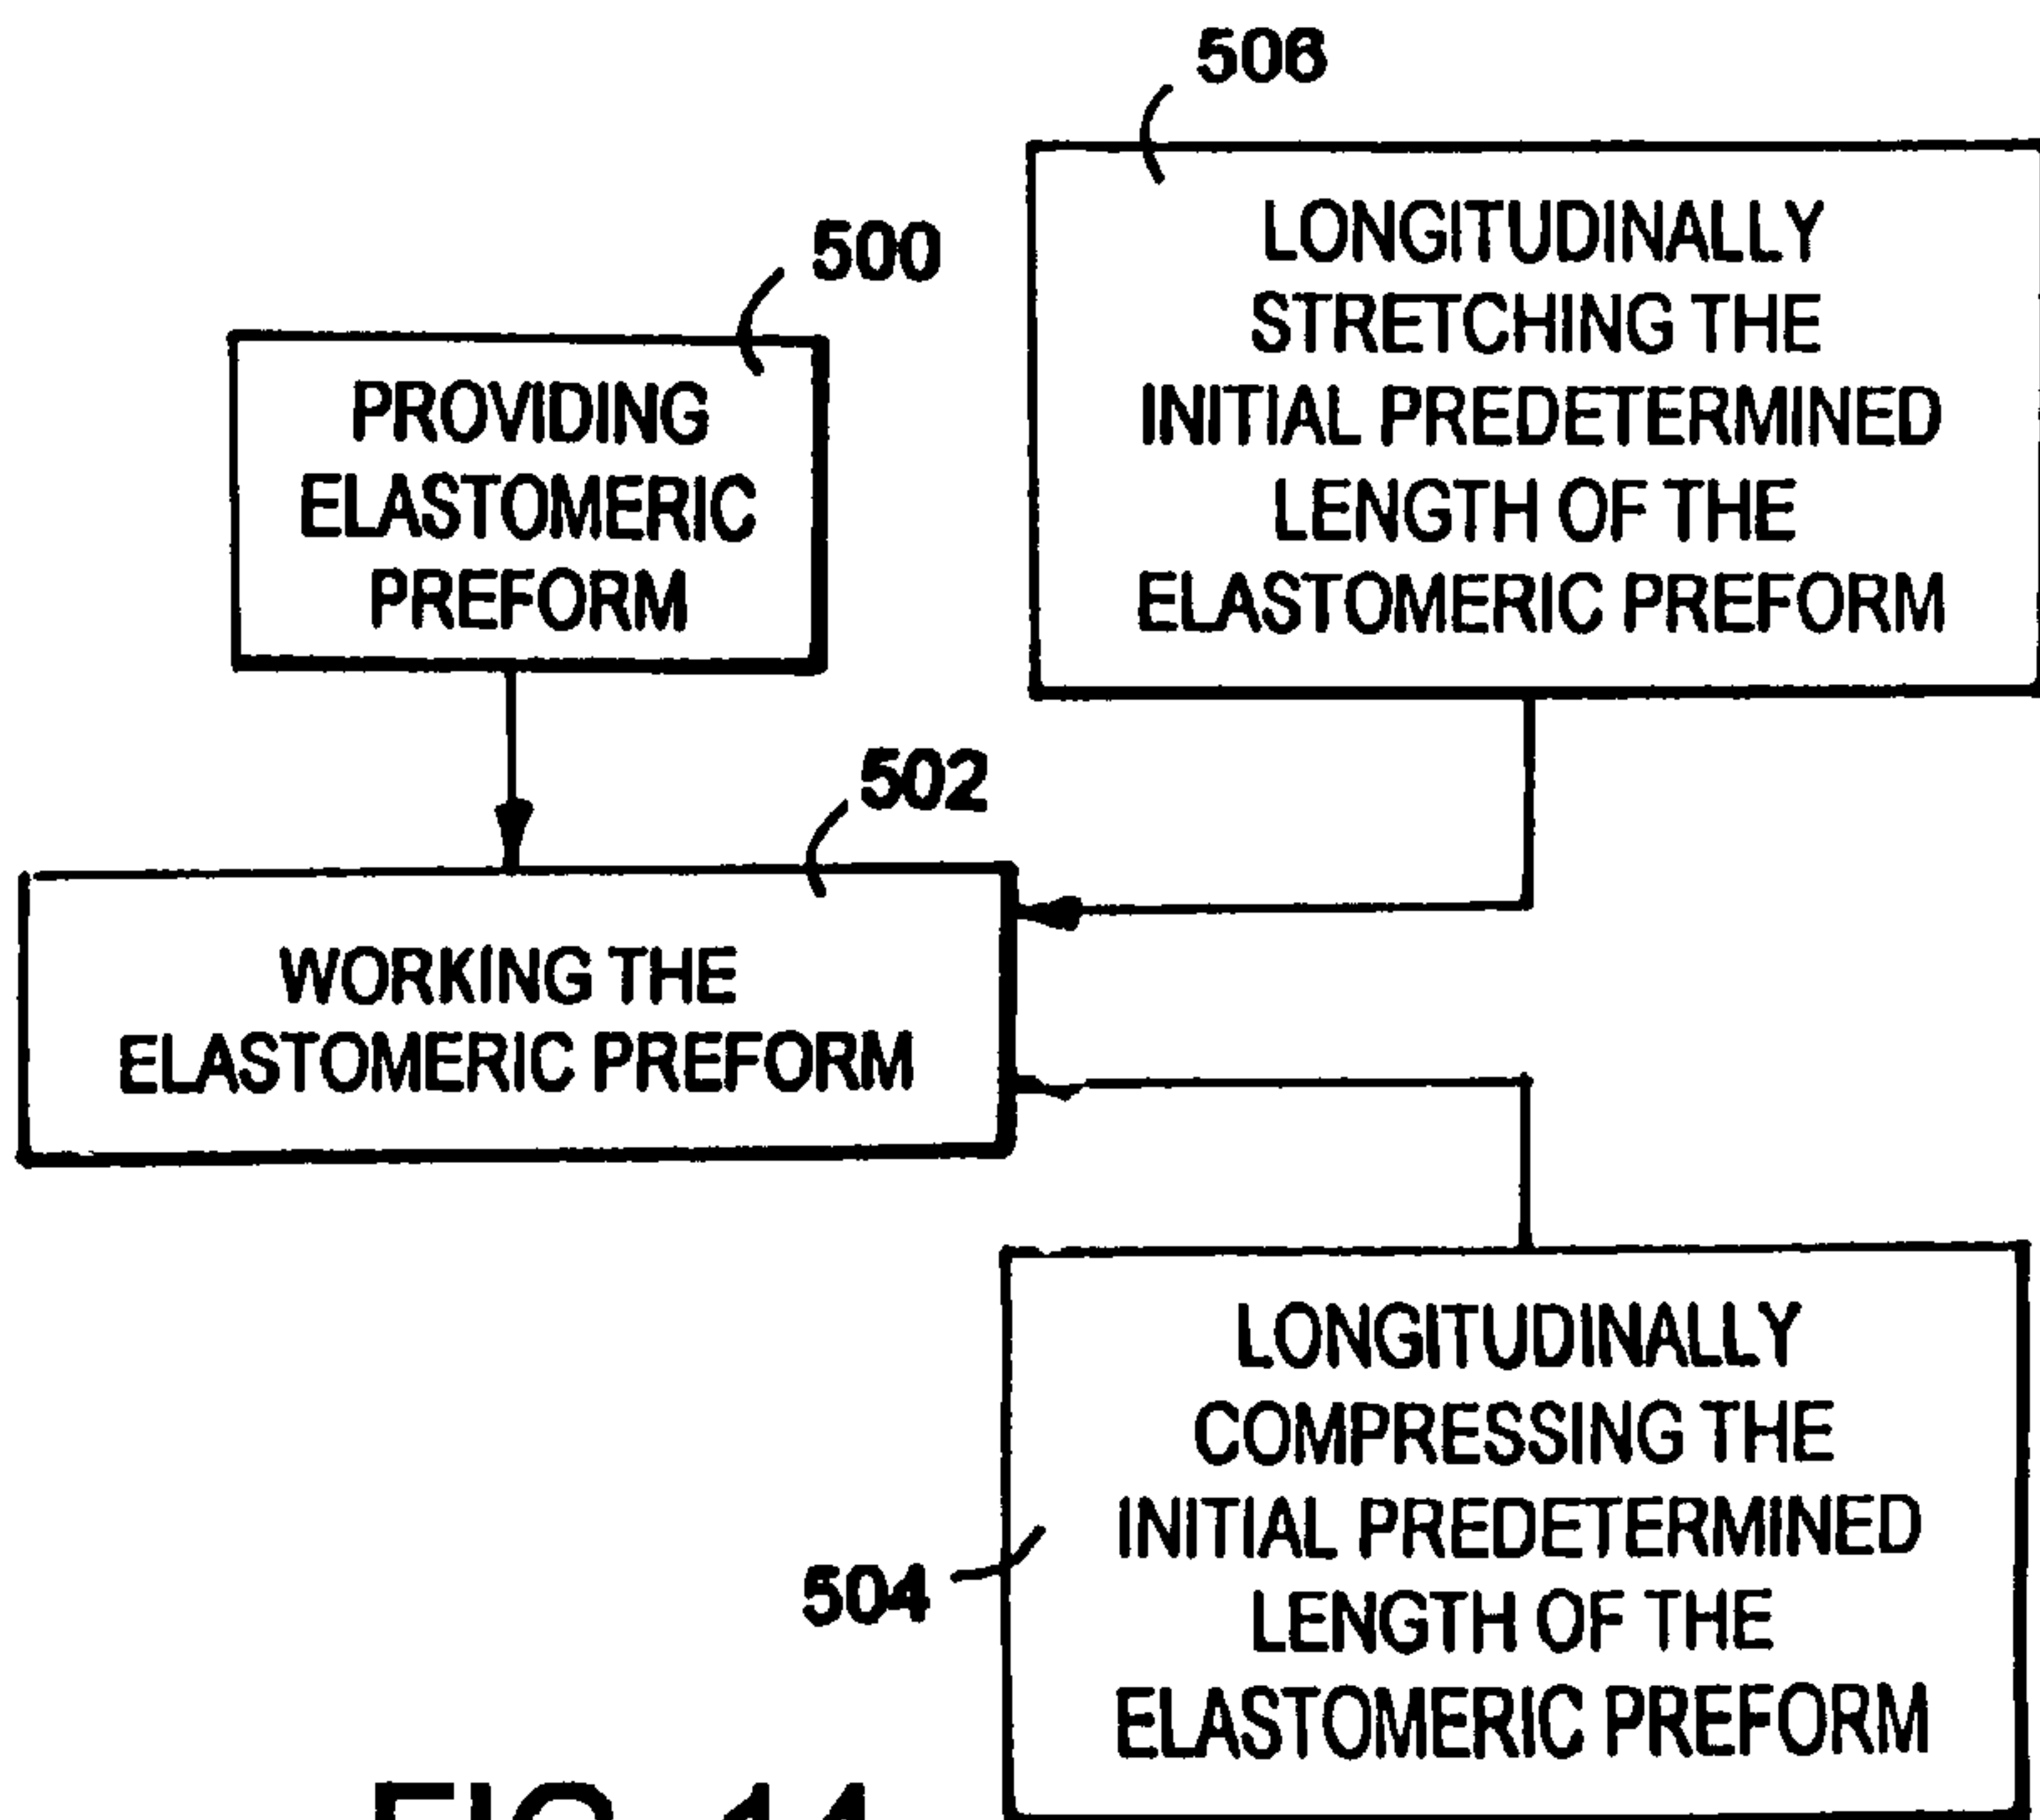 506
LONGITUDINALLY
STRETCHING THE
INITIAL PREDETERMINED
LENGTH OF THE
ELASTOMERIC PREFORM
500
PROVIDING
ELASTOMERIC
PREFORM
502
WORKING THE
ELASTOMERIC PREFORM
504
LONGITUDINALLY
COMPRESSING THE
INITIAL PREDETERMINED
LENGTH OF THE
ELASTOMERIC PREFORM